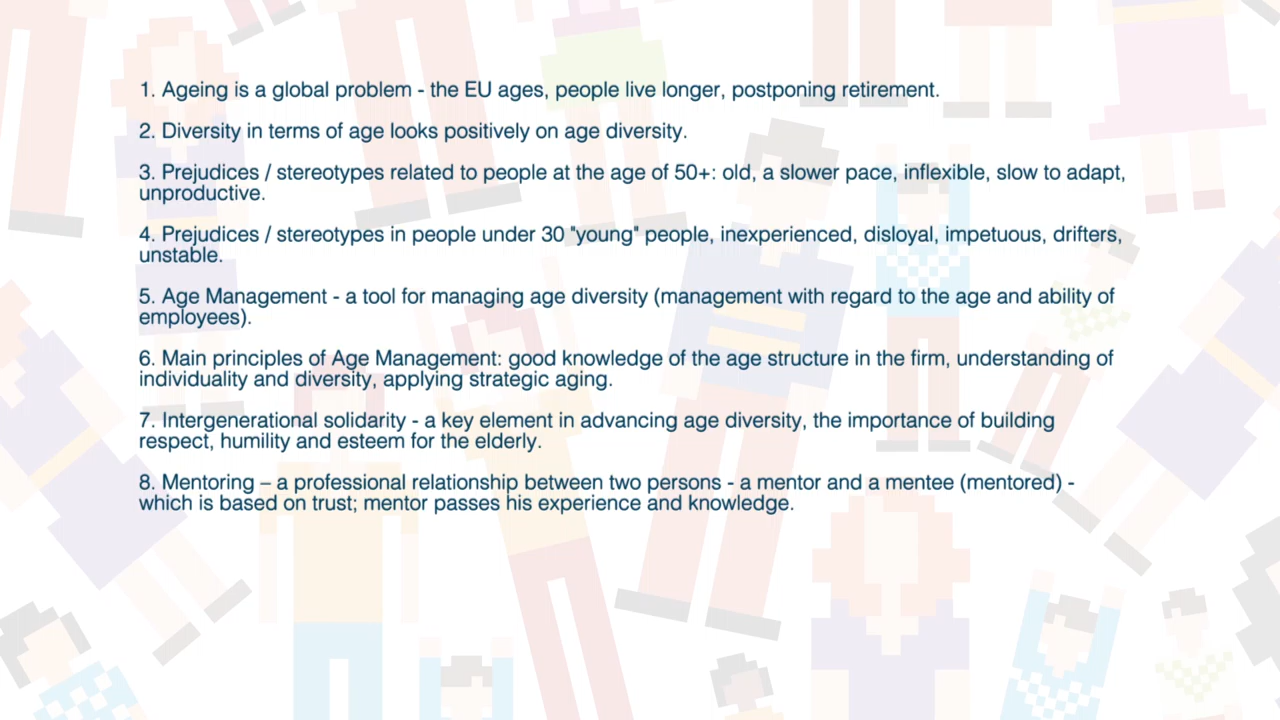 1. Ageing is a global problem - the EU ages, people live longer, postponing retirement.
2. Diversity in terms of age looks positively on age diversity.
3. Prejudices / stereotypes related to people at the age of 50+: old, a slower pace, inflexible, slow to adapt,
unproductive.
4. Prejudices / stereotypes in people under 30 "young" people, inexperienced, disloyal, impetuous, drifters,
unstable.
5. Age Management - a tool for managing age diversity (management with regard to the age and ability of
employees).
6. Main principles of Age Management: good knowledge of the age structure in the firm, understanding of
individuality and diversity, applying strategic aging.
7. Intergenerational solidarity - a key element in advancing age diversity, the importance of building
respect, humility and esteem for the elderly.
8. Mentoring – a professional relationship between two persons - a mentor and a mentee (mentored) -
which is based on trust; mentor passes his experience and knowledge.